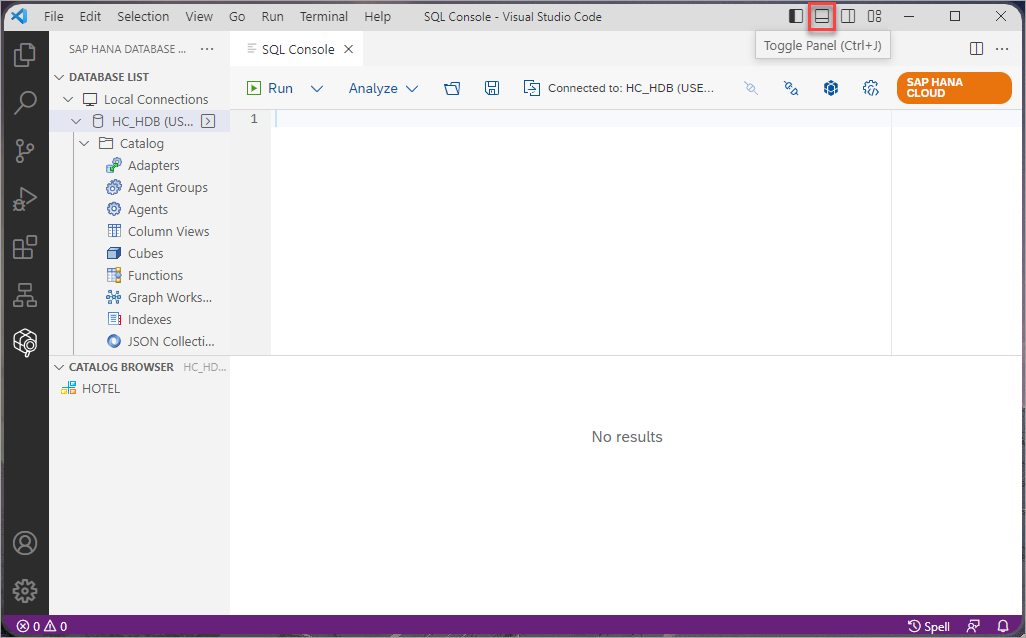 File Edit Selection View Go Run Terminal Help SQL Console - Visual Studio Code
Toggle Panel (Ctrl+J)
SAP HANA DATABASE ... ···
SQL Console
DATABASE LIST
Local Connections
HC_HDB (US...
Catalog
Adapters
Agent Groups
Agents
Column Views
Cubes
Functions
Graph Works...
Indexes
JSON Collecti...
Run Analyze Connected to: HC_HDB (USE...
SAP HANA
CLOUD
1
CATALOG BROWSER HC_HD...
HOTEL
No results
0 0 Spell